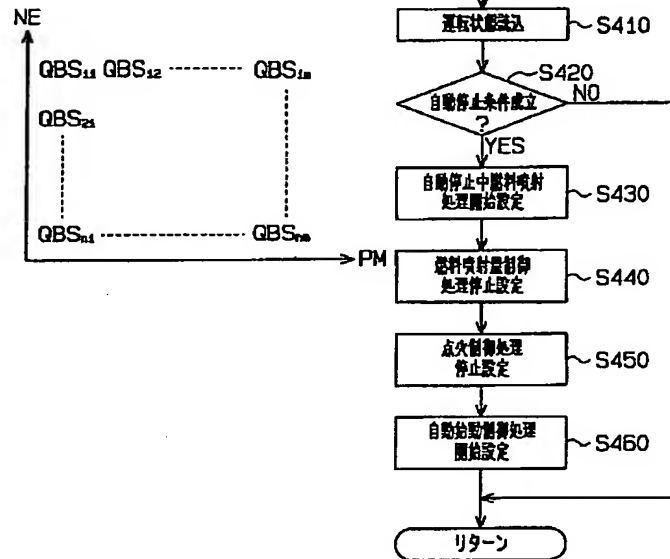 NE
QBS₁₁ QBS₁₂ QBS₁ₘ
QBS₂₁
QBSₙ₁ QBSₙₘ
PM
運転状態読込
S410
自動停止条件成立
?
S420
NO
YES
自動停止中燃料噴射
処理開始設定
S430
燃料噴射量制御
処理停止設定
S440
点火制御処理
停止設定
S450
自動始動制御処理
開始設定
S460
リターン